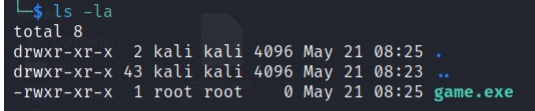 └─$ ls -la
total 8
drwxr-xr-x  2 kali kali 4096 May 21 08:25 .
drwxr-xr-x 43 kali kali 4096 May 21 08:23 ..
-rwxr-xr-x  1 root root    0 May 21 08:25 game.exe